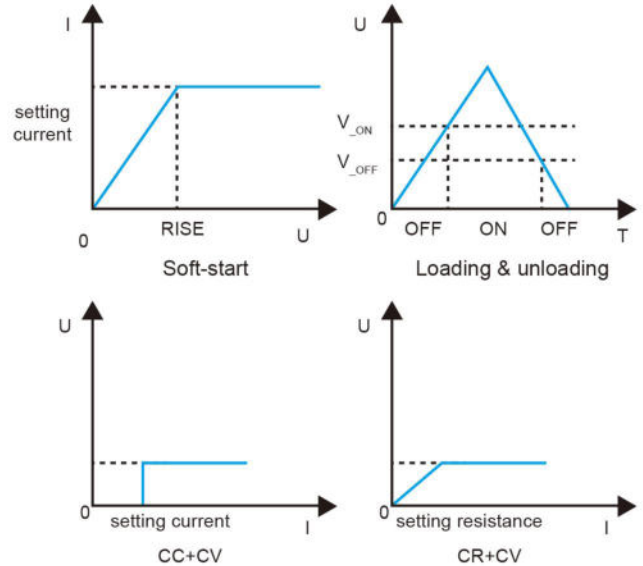 I
setting
current
0
RISE
U
Soft-start
U
V_ON
V_OFF
0
OFF
ON
OFF
T
Loading & unloading
U
0
setting current
I
CC+CV
U
0
setting resistance
I
CR+CV